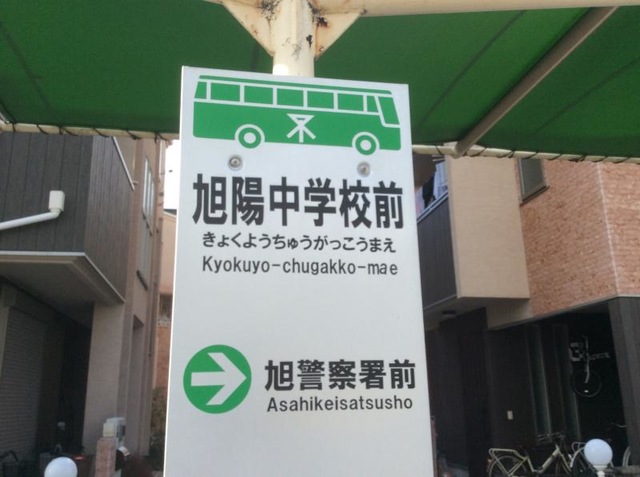 旭陽中学校前
きょくようちゅうがっこうまえ
Kyokuyo-chugakko-mae
旭警察署前
Asahikeisatsusho